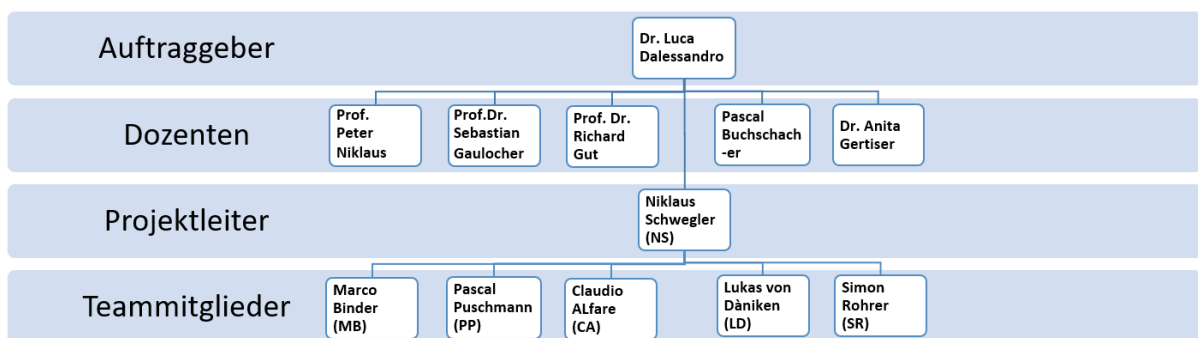 Auftraggeber
Dr. Luca
Dalessandro
Dozenten
Prof.
Peter
Niklaus
Prof.Dr.
Sebastian
Gaulocher
Prof. Dr.
Richard
Gut
Pascal
Buchschach
-er
Dr. Anita
Gertiser
Projektleiter
Niklaus
Schwegler
(NS)
Teammitglieder
Marco
Binder
(MB)
Pascal
Puschmann
(PP)
Claudio
ALfare
(CA)
Lukas von
Dàniken
(LD)
Simon
Rohrer
(SR)